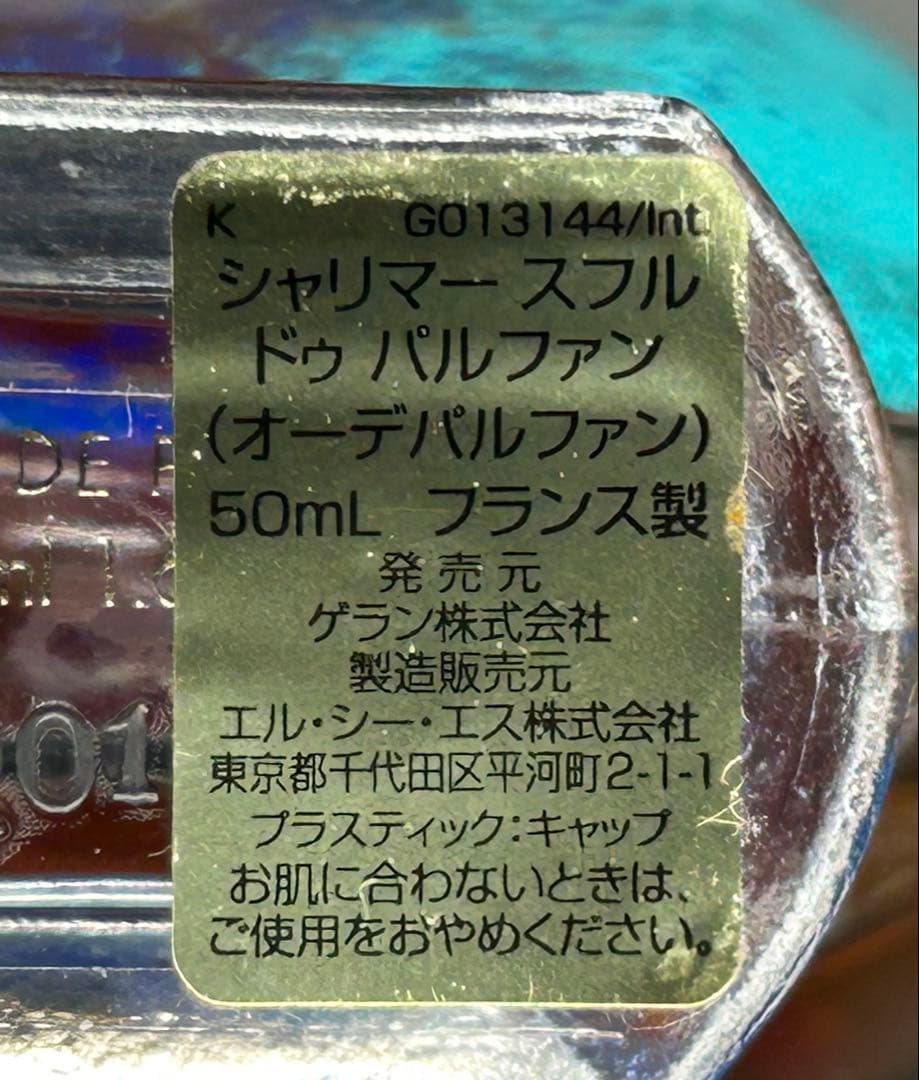 K G013144/Int.
シャリマー スフル
ドゥ パルファン
(オーデパルファン)
50mL フランス製
発売元
ゲラン株式会社
製造販売元
エル・シー・エス株式会社
東京都千代田区平河町2-1-1
プラスティック:キャップ
お肌に合わないときは、
ご使用をおやめください。
DE
01